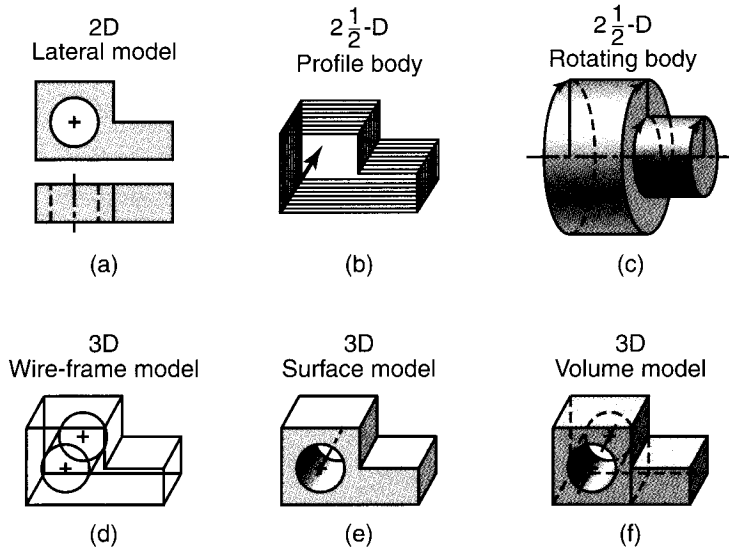 2D
Lateral model
2 1/2-D
Profile body
2 1/2-D
Rotating body
(a)
(b)
(c)
3D
Wire-frame model
3D
Surface model
3D
Volume model
(d)
(e)
(f)